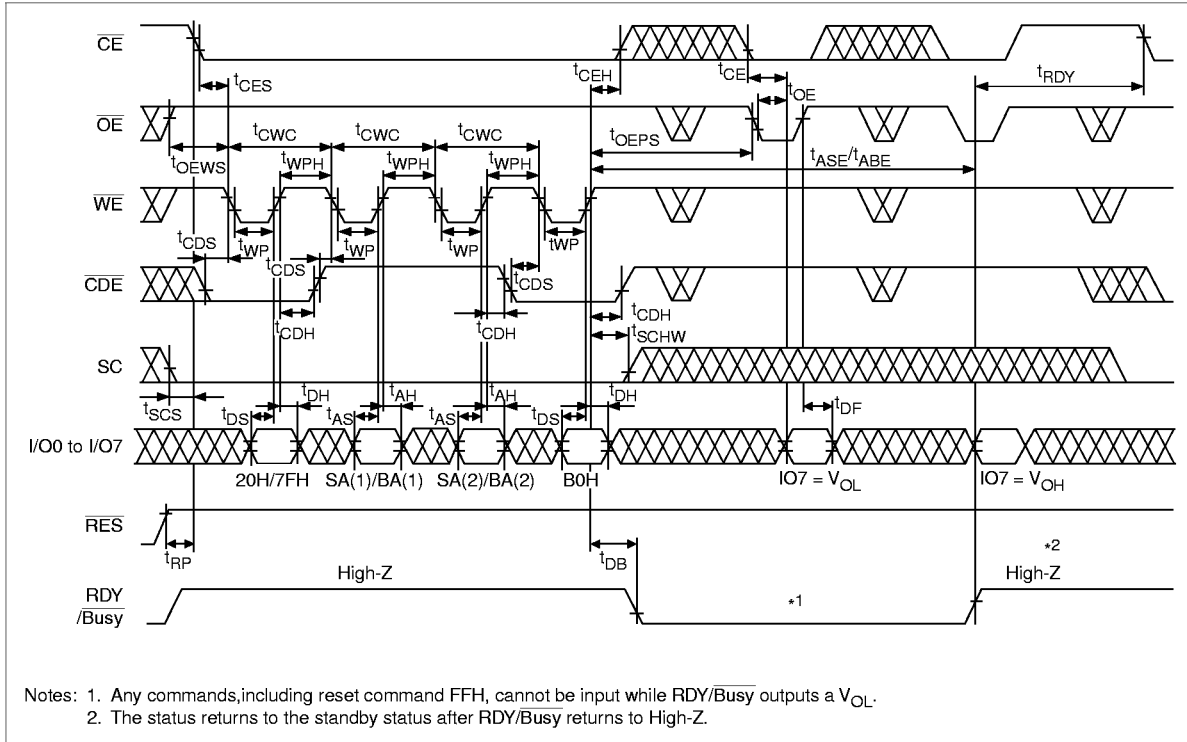 CE
tCES
tCEH
tCE
tOE
tRDY
OE
tOEWS
tCWC
tCWC
tCWC
tWPH
tWPH
tWPH
tOEPS
tASE/tABE
WE
tCDS
tWP
tCDS
tWP
tWP
tCDS
tWP
CDE
tCDH
tCDH
tCDH
tSCHW
SC
tSCS
tDS
tDH
tAS
tAH
tAS
tAH
tDS
tDH
tDF
I/O0 to I/O7
20H/7FH
SA(1)/BA(1)
SA(2)/BA(2)
B0H
IO7 = VOL
IO7 = VOH
RES
tRP
tDB
*2
High-Z
High-Z
RDY
/Busy
*1
Notes: 1. Any commands,including reset command FFH, cannot be input while RDY/Busy outputs a VOL.
2. The status returns to the standby status after RDY/Busy returns to High-Z.